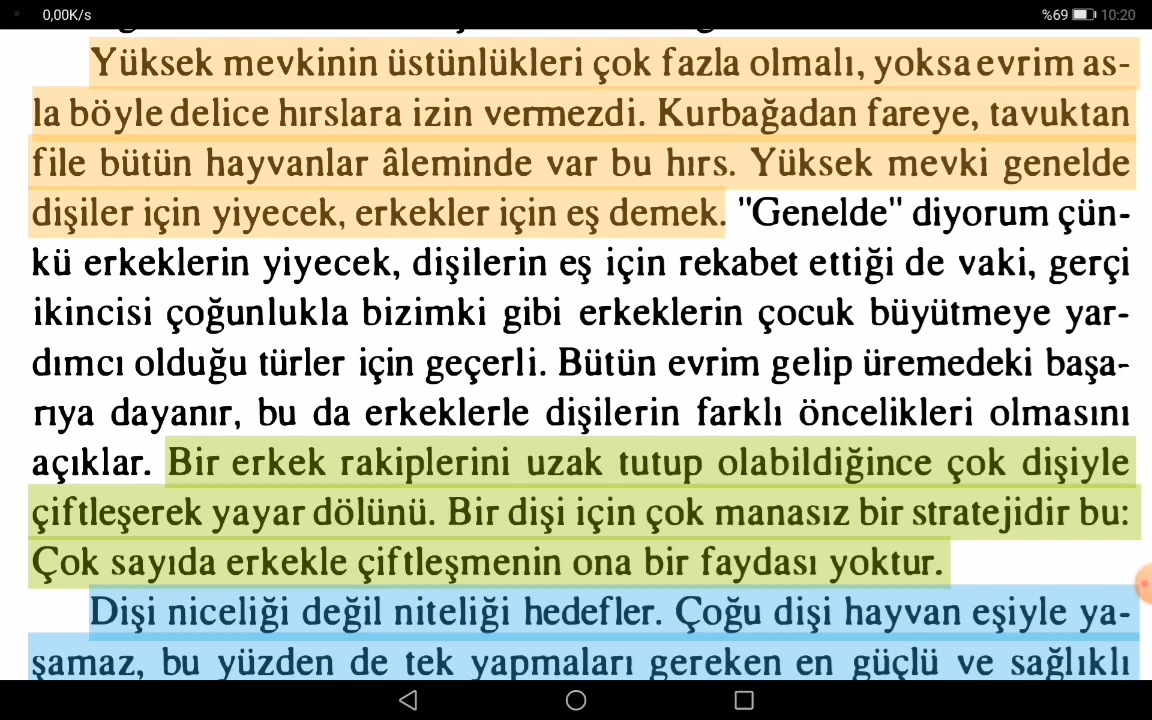 0,00K/s
%69 10:20
Yüksek mevkinin üstünlükleri çok fazla olmalı, yoksa evrim as-
la böyle delice hırslara izin vermezdi. Kurbağadan fareye, tavuktan
file bütün hayvanlar âleminde var bu hırs. Yüksek mevki genelde
dişiler için yiyecek, erkekler için eş demek. "Genelde" diyorum çün-
kü erkeklerin yiyecek, dişilerin eş için rekabet ettiği de vaki, gerçi
ikincisi çoğunlukla bizimki gibi erkeklerin çocuk büyütmeye yar-
dımcı olduğu türler için geçerli. Bütün evrim gelip üremedeki başa-
rıya dayanır, bu da erkeklerle dişilerin farklı öncelikleri olmasını
açıklar. Bir erkek rakiplerini uzak tutup olabildiğince çok dişiyle
çiftleşerek yayar dölünü. Bir dişi için çok manasız bir stratejidir bu:
Çok sayıda erkekle çiftleşmenin ona bir faydası yoktur.
Dişi niceliği değil niteliği hedefler. Çoğu dişi hayvan eşiyle ya-
şamaz, bu yüzden de tek yapmaları gereken en güçlü ve sağlıklı